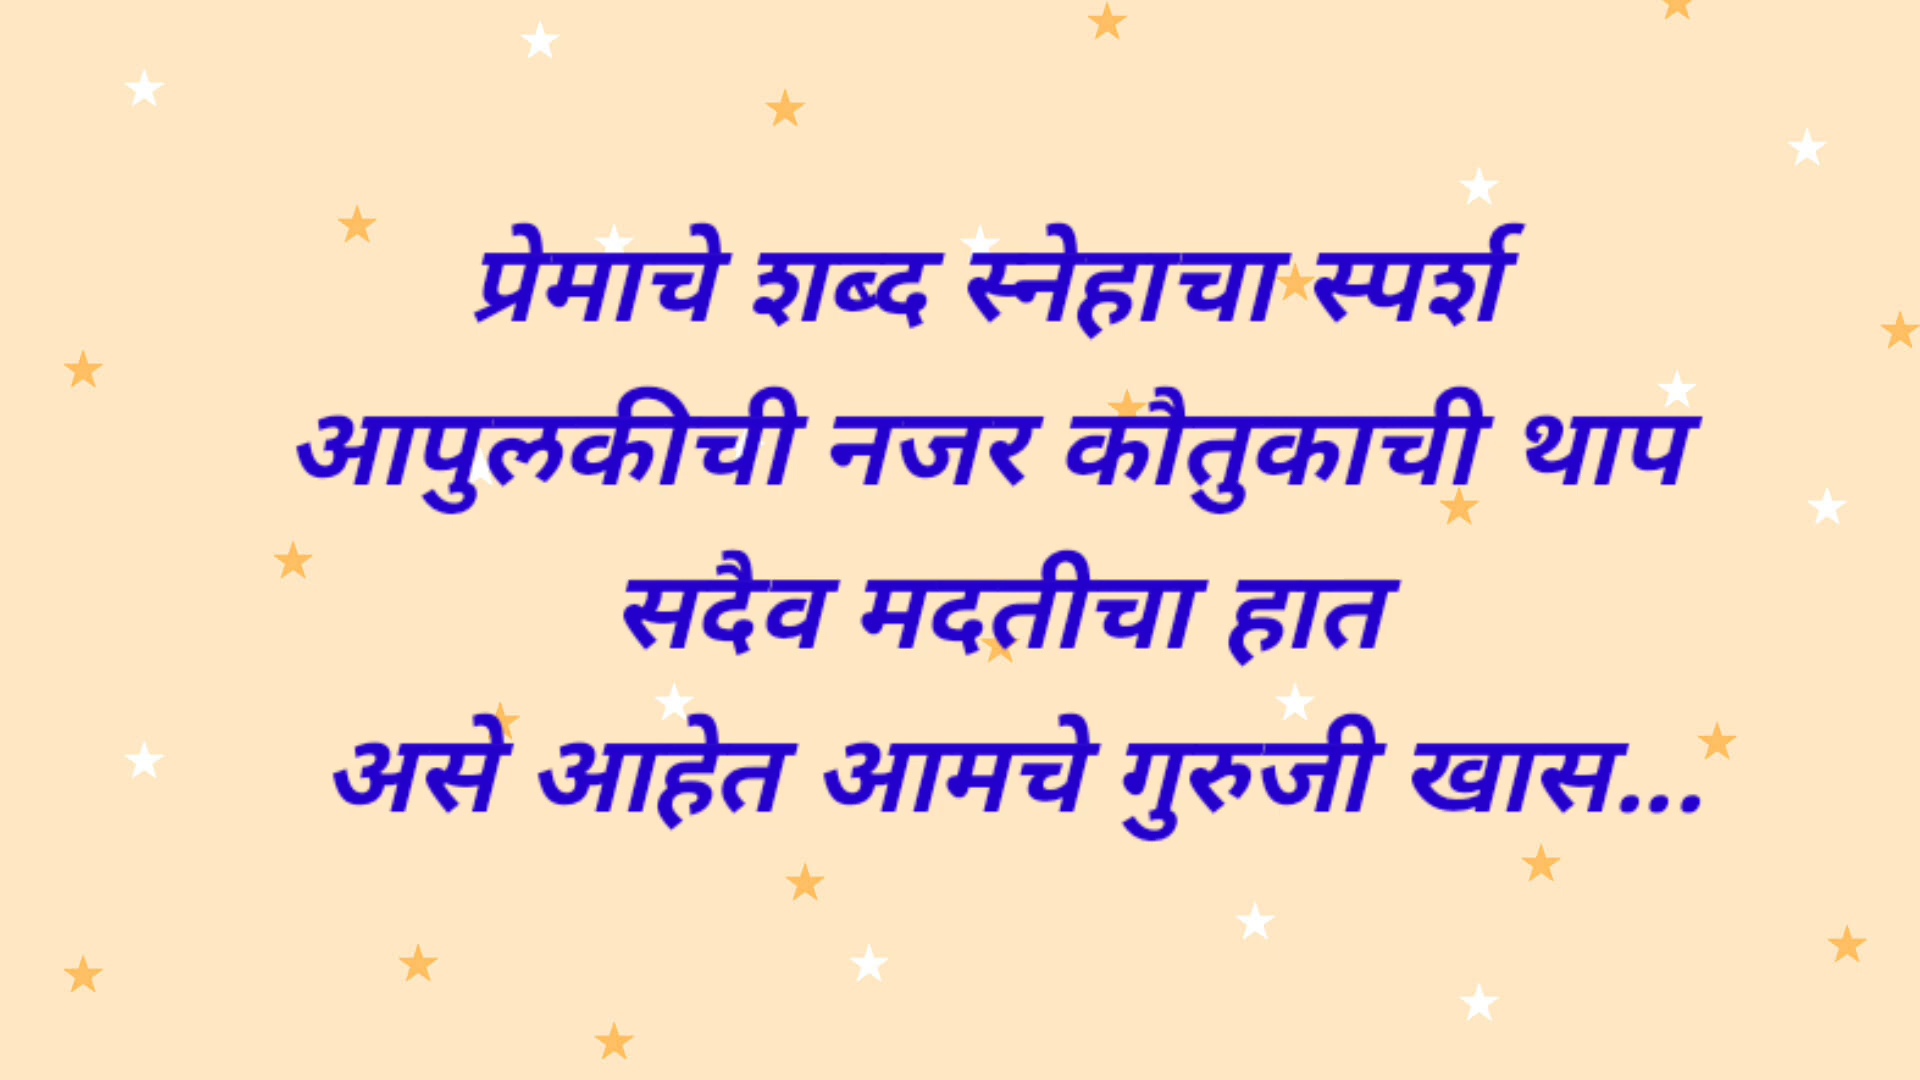 प्रेमाचे शब्द स्नेहाचा स्पर्श
आपुलकीची नजर कौतुकाची थाप
सदैव मदतीचा हात
असे आहेत आमचे गुरुजी खास...